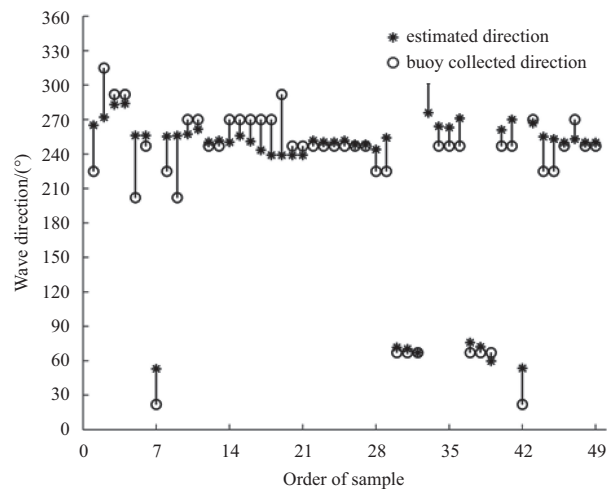 360
330
300
270
240
210
180
150
120
90
60
30
0
Wave direction/(°)
estimated direction
buoy collected direction
0 7 14 21 28 35 42 49
Order of sample